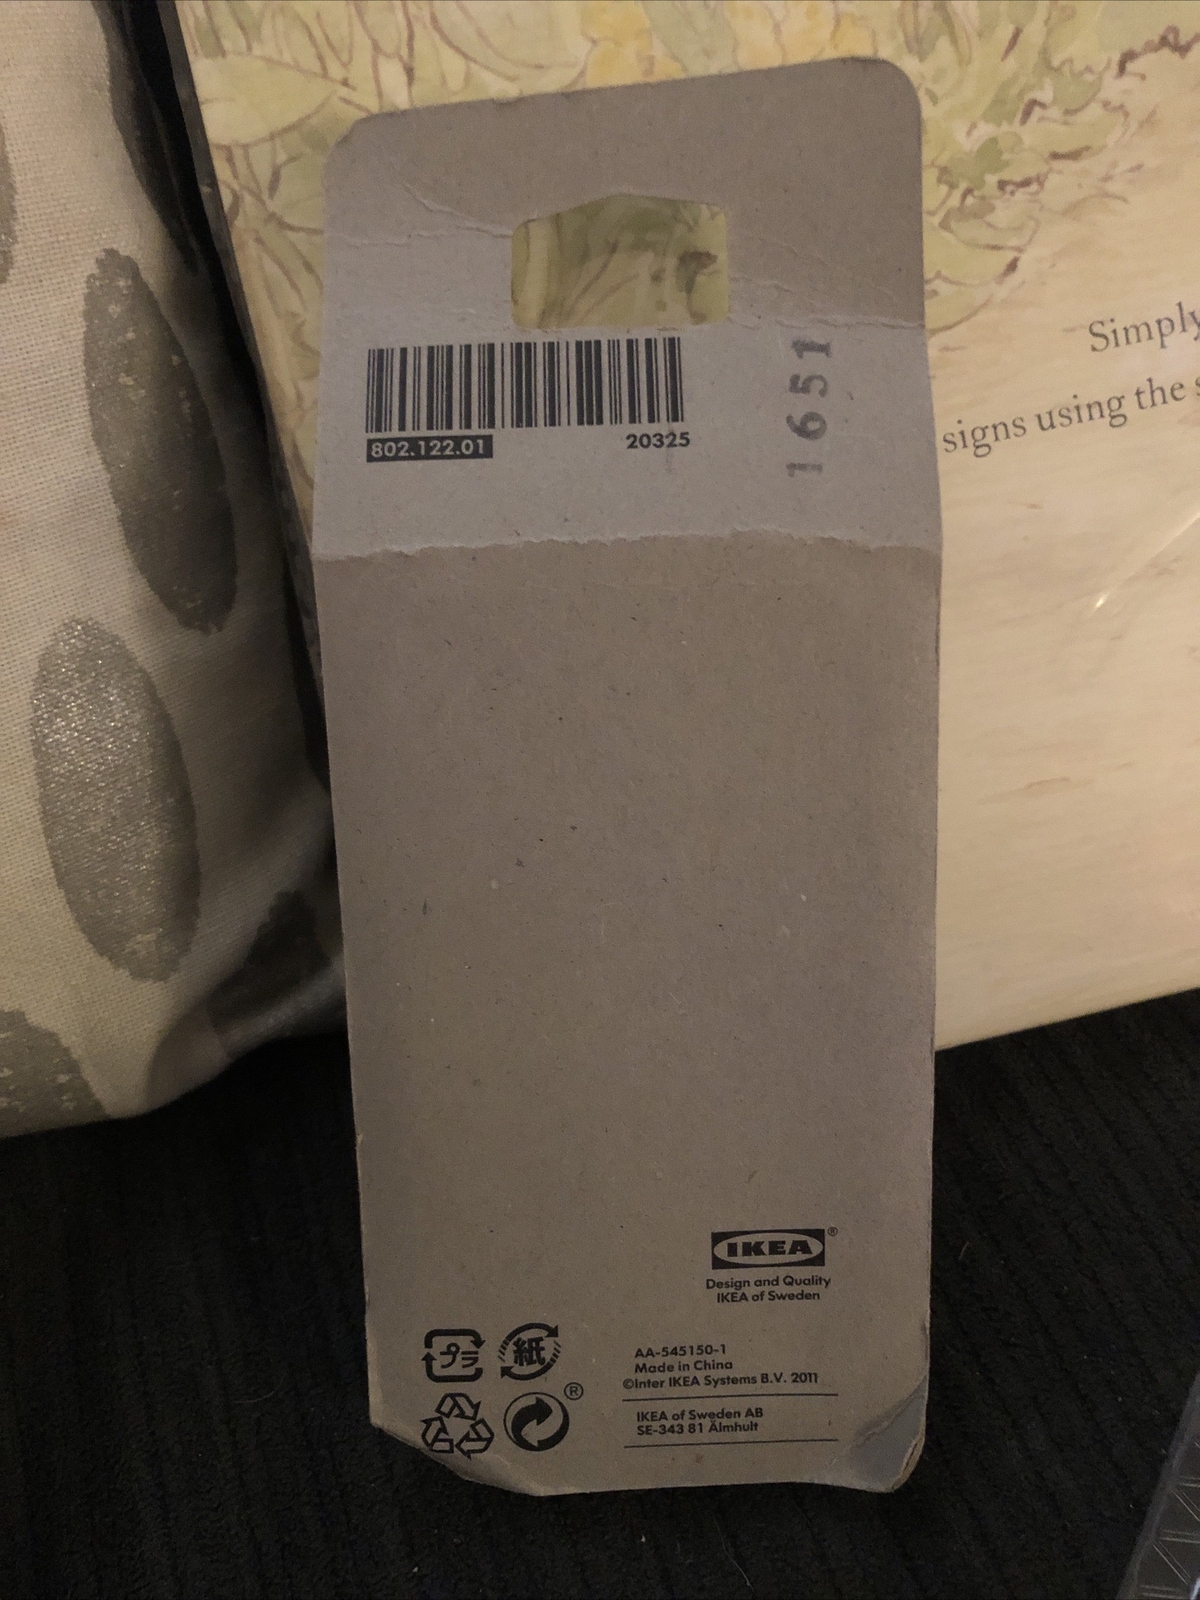 802.122.01 20325
1651
Simply
signs using the
IKEA®
Design and Quality
IKEA of Sweden
プラ
紙
®
AA-545150-1
Made in China
©Inter IKEA Systems B.V. 2011
IKEA of Sweden AB
SE-343 81 Älmhult